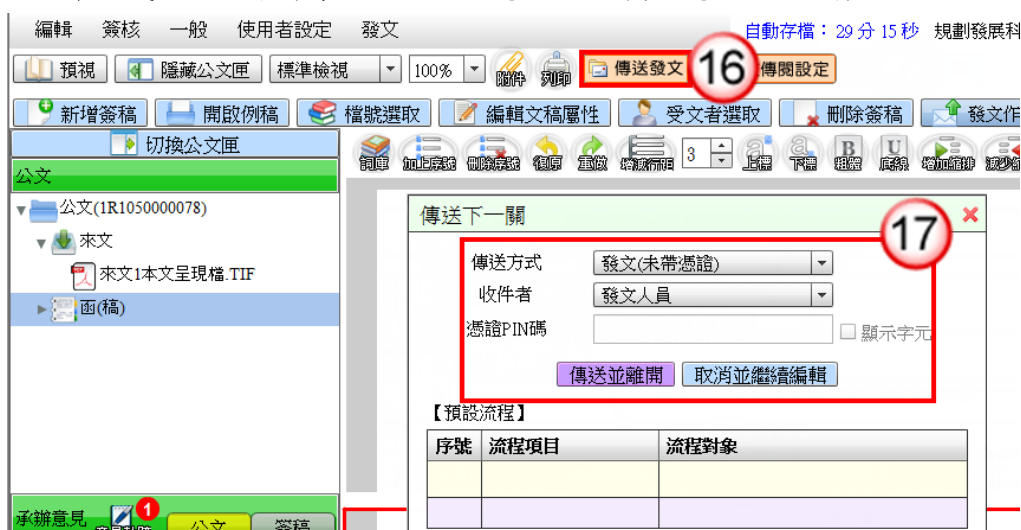 編輯 簽核 一般 使用者設定 發文 自動存檔：29 分 15 秒 規劃發展科
預視 隱藏公文匣 標準檢視 100% 附件 列印 傳送發文 16 傳閱設定
新增簽稿 開啟例稿 檔號選取 編輯文稿屬性 受文者選取 刪除簽稿 發文作
切換公文匣
詞庫 加上序號 刪除序號 復原 重做 增減行距 3 上標 下標 B 粗體 U 底線 增加縮排 減少縮
公文
公文(1R1050000078)
來文
來文1本文呈現檔.TIF
函(稿)
傳送下一關 17
傳送方式 發文(未帶憑證)
收件者 發文人員
憑證PIN碼 顯示字元
傳送並離開 取消並繼續編輯
【預設流程】
序號 流程項目 流程對象
承辦意見 1 公文 簽稿